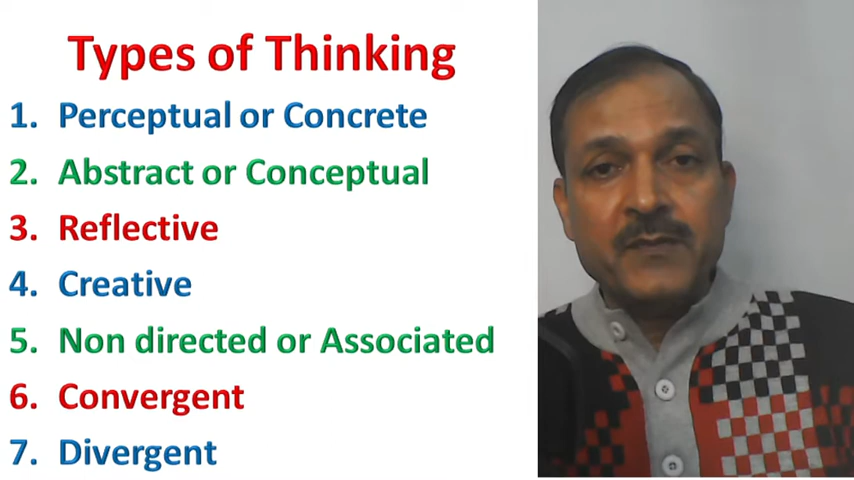 Types of Thinking
1. Perceptual or Concrete
2. Abstract or Conceptual
3. Reflective
4. Creative
5. Non directed or Associated
6. Convergent
7. Divergent